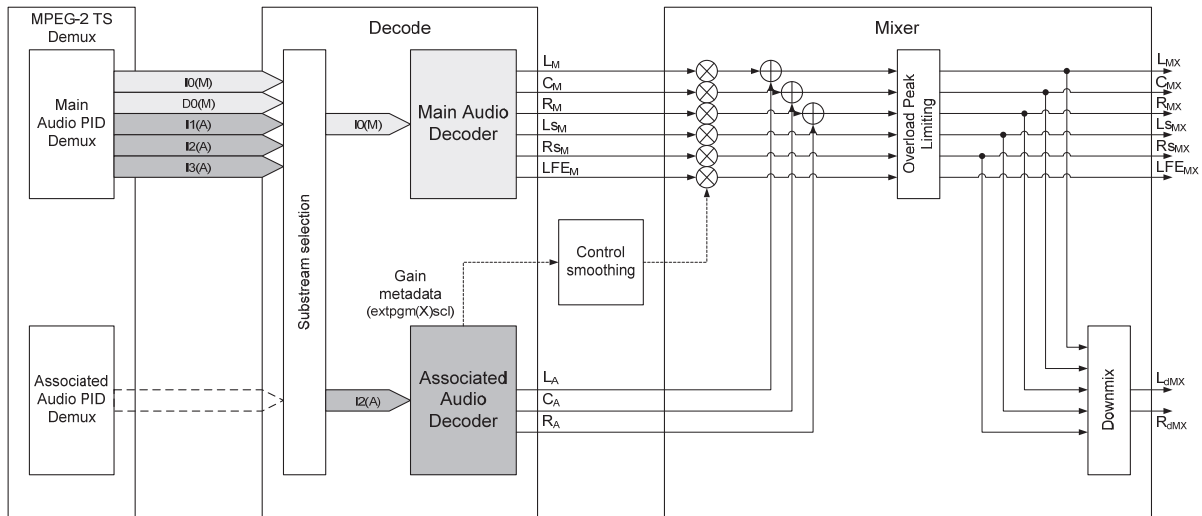 MPEG-2 TS
Demux
Decode
Mixer
Main
Audio PID
Demux
I0(M)
D0(M)
I1(A)
I2(A)
I3(A)
Substream selection
I0(M)
Main Audio
Decoder
LM
CM
RM
LsM
RsM
LFEM
Overload Peak
Limiting
LMX
CMX
RMX
LsMX
RsMX
LFEMX
Control
smoothing
Gain
metadata
(extpgm(X)scl)
Associated
Audio PID
Demux
I2(A)
Associated
Audio
Decoder
LA
CA
RA
Downmix
LdMX
RdMX